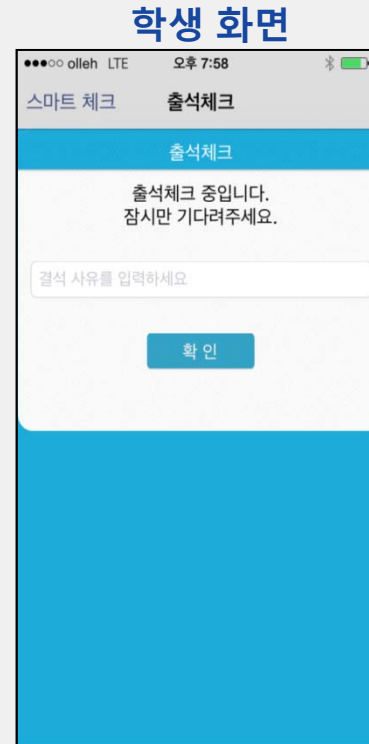 학생 화면
olleh LTE 오후 7:58
스마트 체크 출석체크
출석체크
출석체크 중입니다.
잠시만 기다려주세요.
결석 사유를 입력하세요
확 인